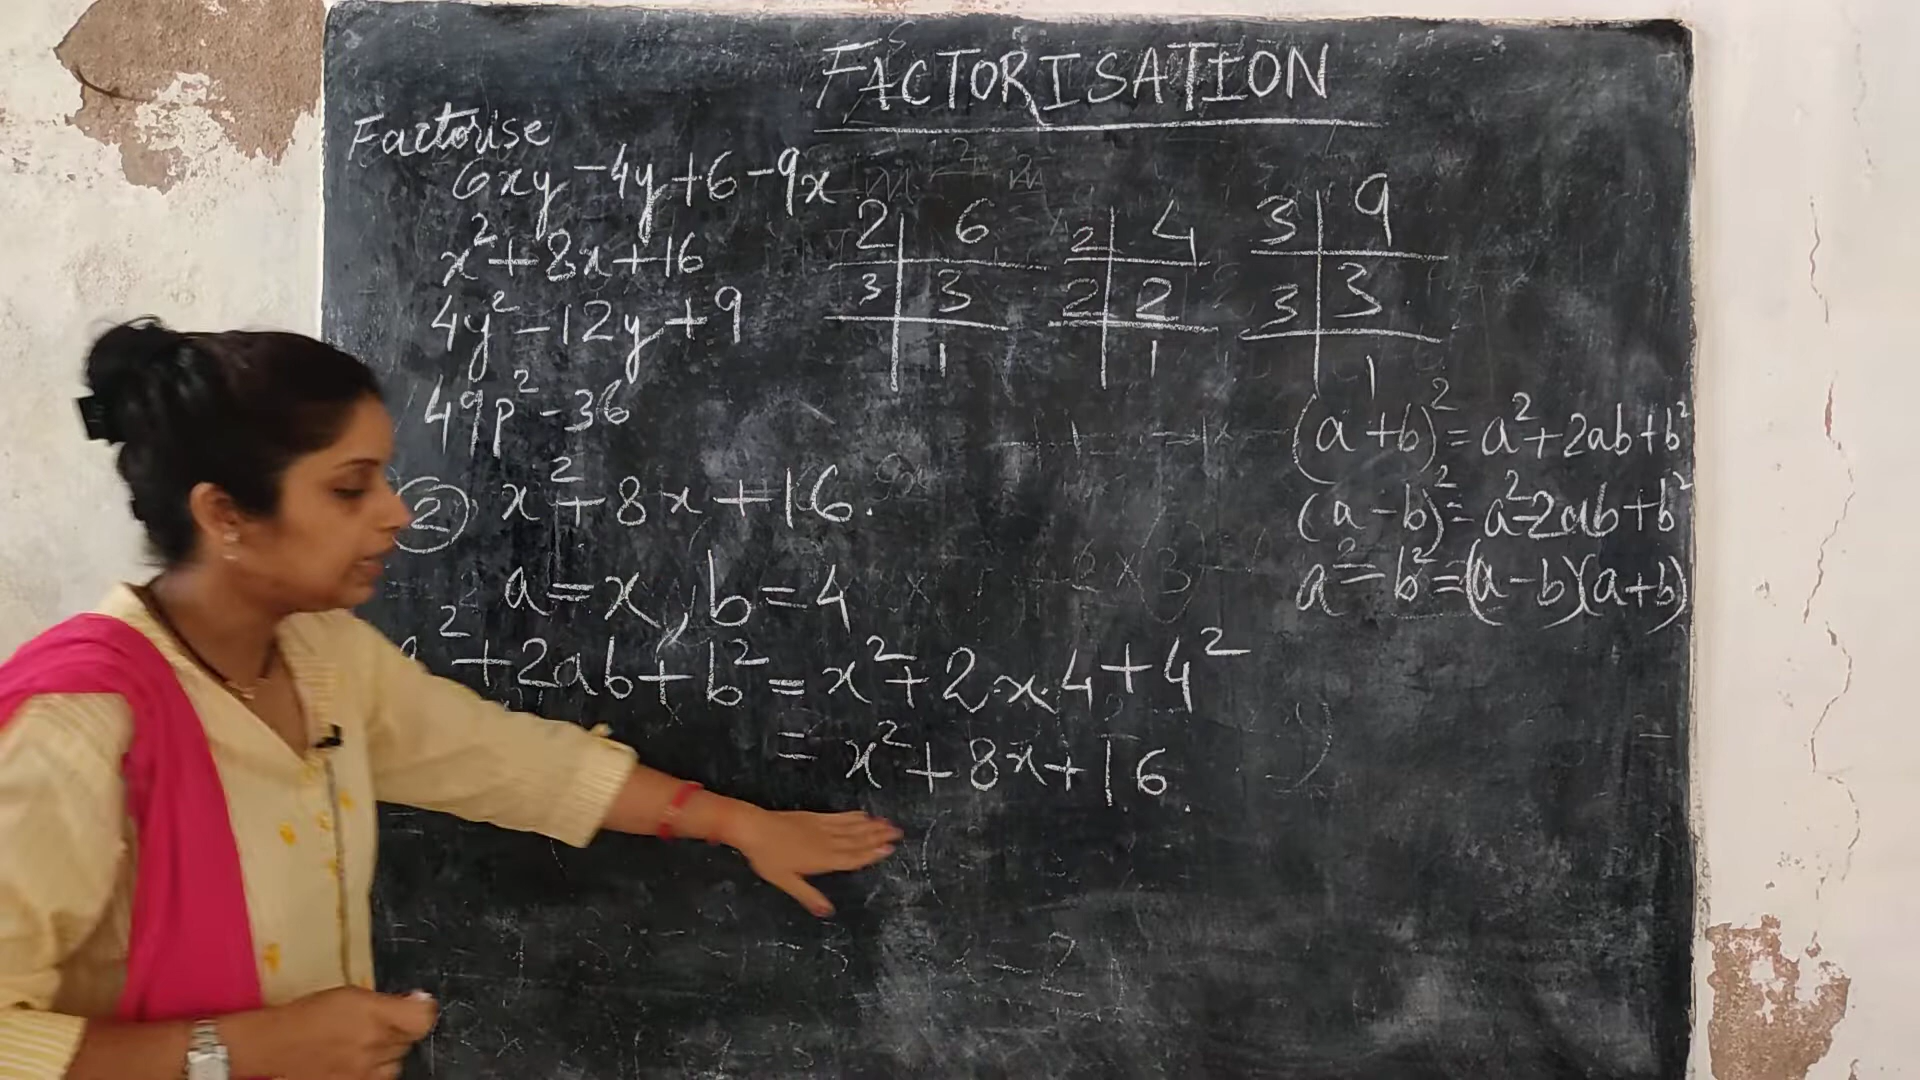 FACTORISATION
Factorise
6xy-4y+6-9x
x²+8x+16
4y²-12y+9
49p²-36
2 | 6
3 | 3
1
2 | 4
2 | 2
1
3 | 9
3 | 3
1
(a+b)²=a²+2ab+b²
(a-b)²=a²-2ab+b²
a²-b²=(a-b)(a+b)
② x²+8x+16.
a=x, b=4
a²+2ab+b²=x²+2x.4+4²
=x²+8x+16.